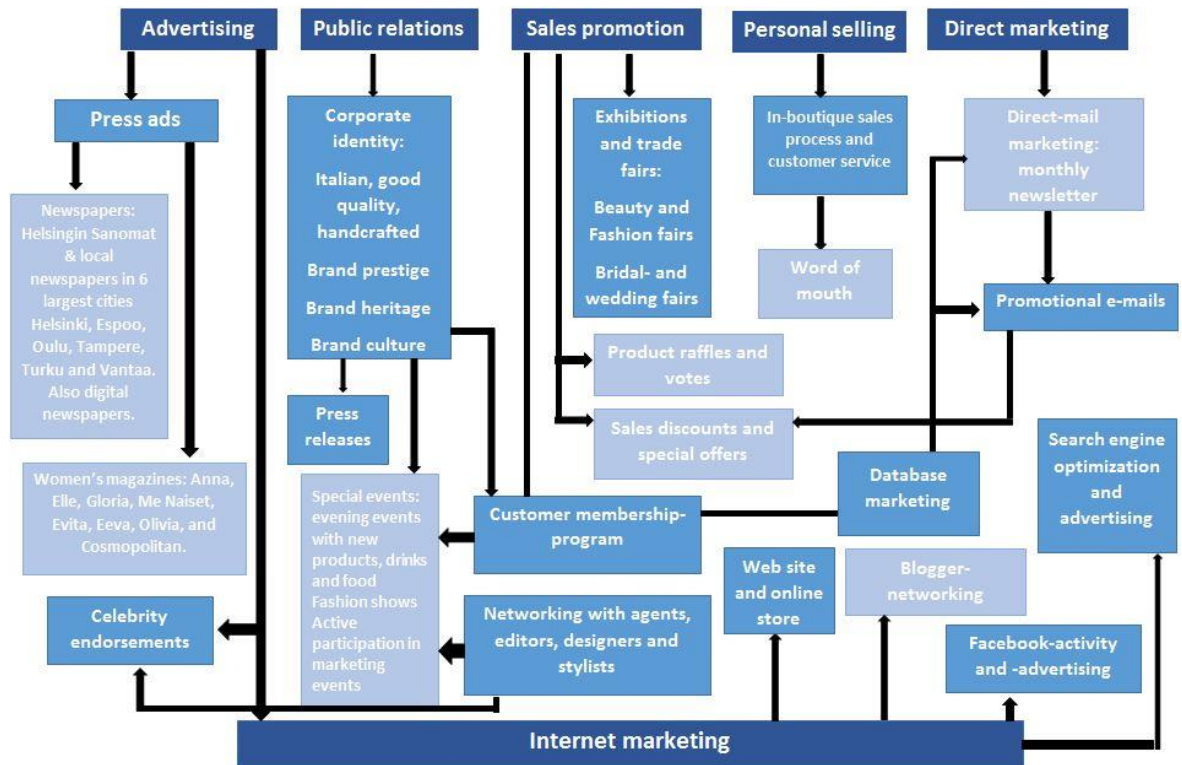 Advertising
Public relations
Sales promotion
Personal selling
Direct marketing
Press ads
Newspapers:
Helsingin Sanomat
& local
newspapers in 6
largest cities
Helsinki, Espoo,
Oulu, Tampere,
Turku and Vantaa.
Also digital
newspapers.
Women's magazines: Anna,
Elle, Gloria, Me Naiset,
Evita, Eeva, Olivia, and
Cosmopolitan.
Celebrity
endorsements
Corporate
identity:
Italian, good
quality,
handcrafted
Brand prestige
Brand heritage
Brand culture
Press
releases
Special events:
evening events
with new
products, drinks
and food
Fashion shows
Active
participation in
marketing
events
Exhibitions
and trade
fairs:
Beauty and
Fashion fairs
Bridal- and
wedding fairs
Product raffles and
votes
Sales discounts and
special offers
Customer membership-
program
Networking with agents,
editors, designers and
stylists
In-boutique sales
process and
customer service
Word of
mouth
Direct-mail
marketing:
monthly
newsletter
Promotional e-mails
Database
marketing
Search engine
optimization
and
advertising
Web site
and online
store
Blogger-
networking
Facebook-activity
and -advertising
Internet marketing